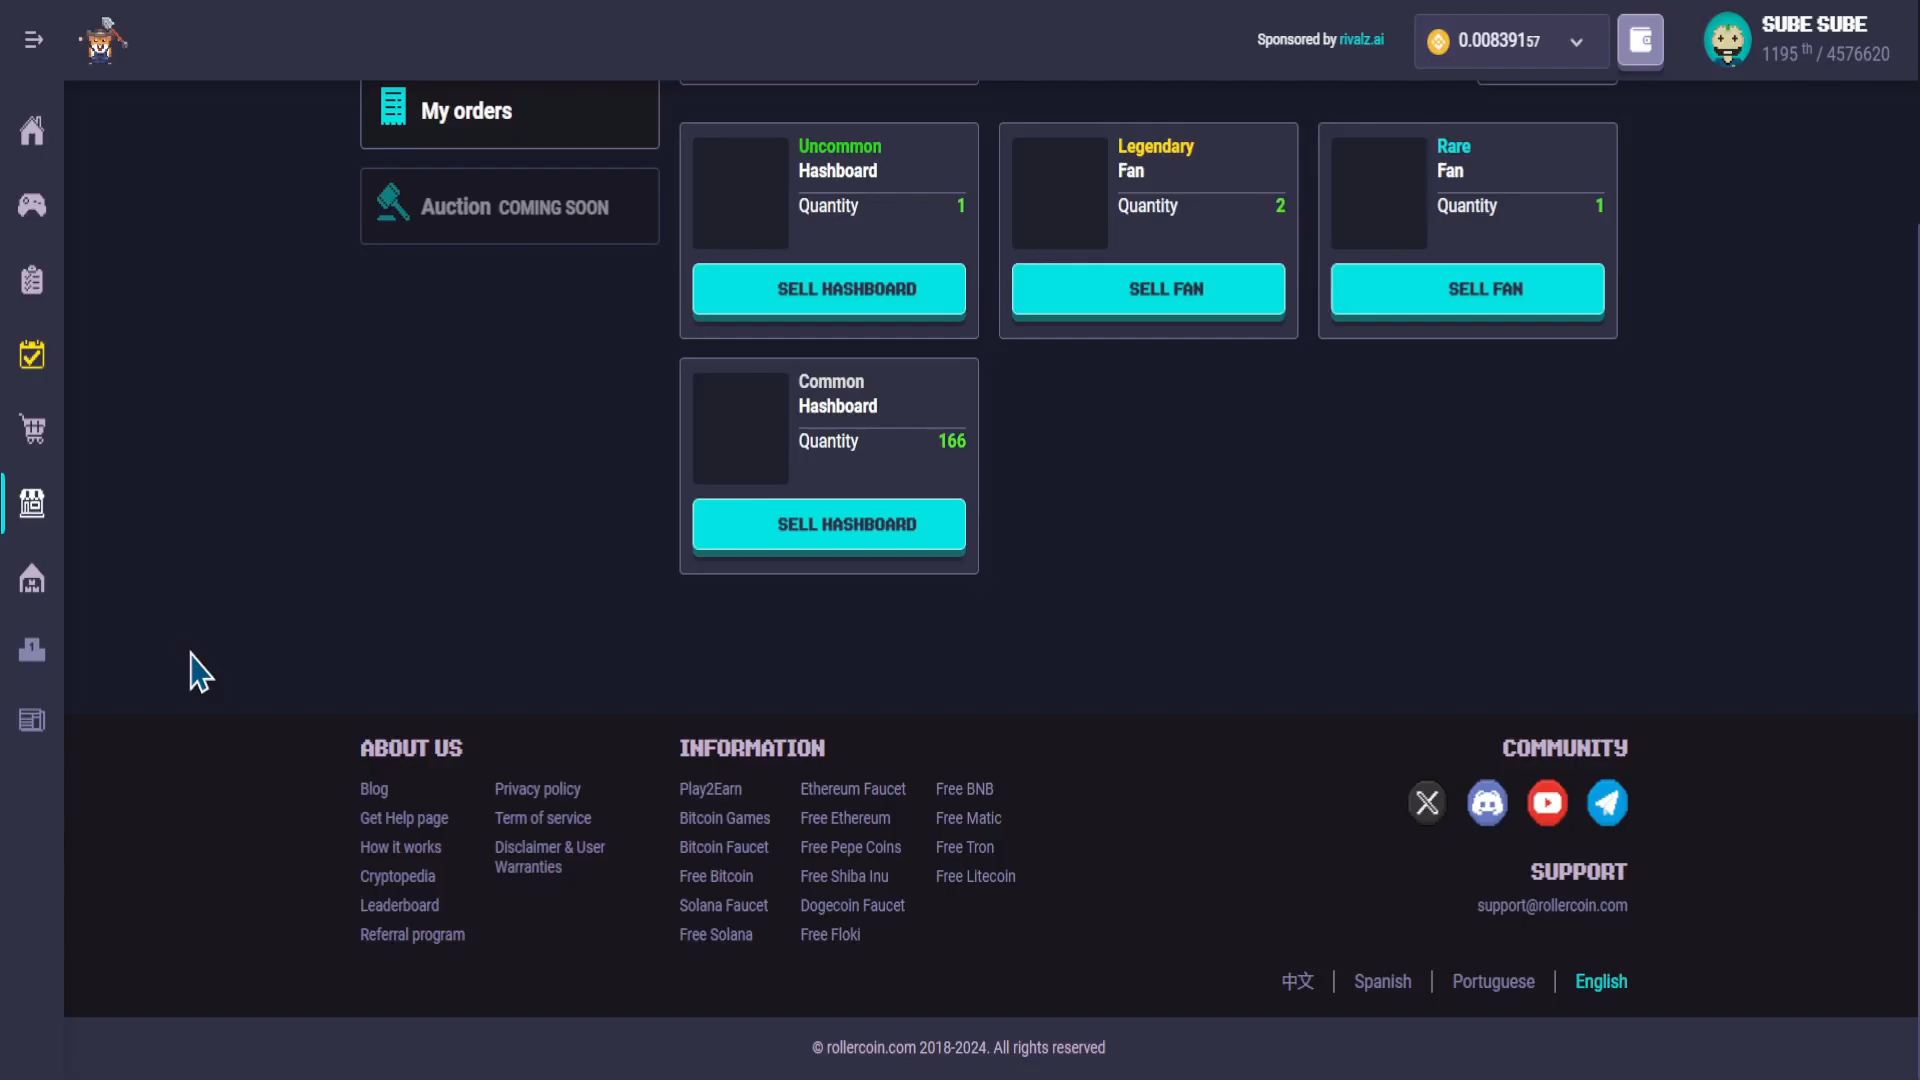 Sponsored by rivalz.ai
0.00839157
SUBE SUBE
1195 th / 4576620
My orders
Auction COMING SOON
Uncommon
Hashboard
Quantity 1
SELL HASHBOARD
Legendary
Fan
Quantity 2
SELL FAN
Rare
Fan
Quantity 1
SELL FAN
Common
Hashboard
Quantity 166
SELL HASHBOARD
ABOUT US
Blog
Get Help page
How it works
Cryptopedia
Leaderboard
Referral program
Privacy policy
Term of service
Disclaimer & User
Warranties
INFORMATION
Play2Earn
Bitcoin Games
Bitcoin Faucet
Free Bitcoin
Solana Faucet
Free Solana
Ethereum Faucet
Free Ethereum
Free Pepe Coins
Free Shiba Inu
Dogecoin Faucet
Free Floki
Free BNB
Free Matic
Free Tron
Free Litecoin
COMMUNITY
SUPPORT
support@rollercoin.com
中文 | Spanish | Portuguese | English
© rollercoin.com 2018-2024. All rights reserved